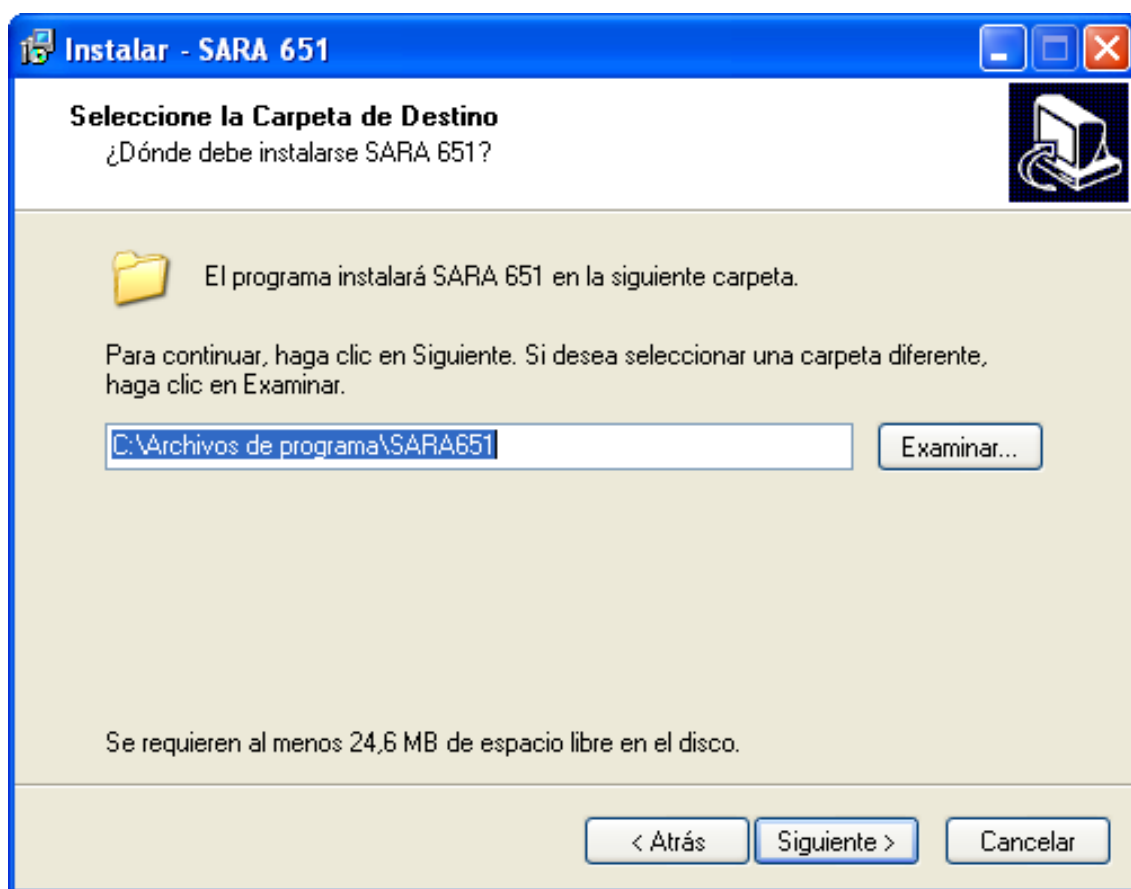 Instalar - SARA 651
Seleccione la Carpeta de Destino
¿Dónde debe instalarse SARA 651?
El programa instalará SARA 651 en la siguiente carpeta.
Para continuar, haga clic en Siguiente. Si desea seleccionar una carpeta diferente,
haga clic en Examinar.
C:\Archivos de programa\SARA651
Examinar...
Se requieren al menos 24,6 MB de espacio libre en el disco.
< Atrás
Siguiente >
Cancelar